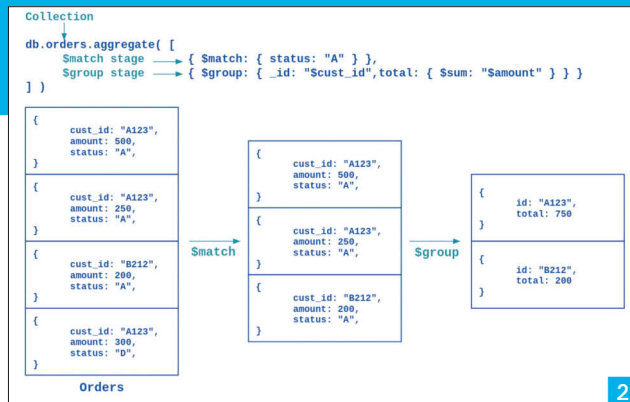 Collection
db.orders.aggregate( [
$match stage { $match: { status: "A" } },
$group stage { $group: { _id: "$cust_id",total: { $sum: "$amount" } } }
] )
{
cust_id: "A123",
amount: 500,
status: "A",
}
{
cust_id: "A123",
amount: 250,
status: "A",
}
{
cust_id: "B212",
amount: 200,
status: "A",
}
{
cust_id: "A123",
amount: 300,
status: "D",
}
Orders
$match
{
cust_id: "A123",
amount: 500,
status: "A",
}
{
cust_id: "A123",
amount: 250,
status: "A",
}
{
cust_id: "B212",
amount: 200,
status: "A",
}
$group
{
id: "A123",
total: 750
}
{
id: "B212",
total: 200
}
2